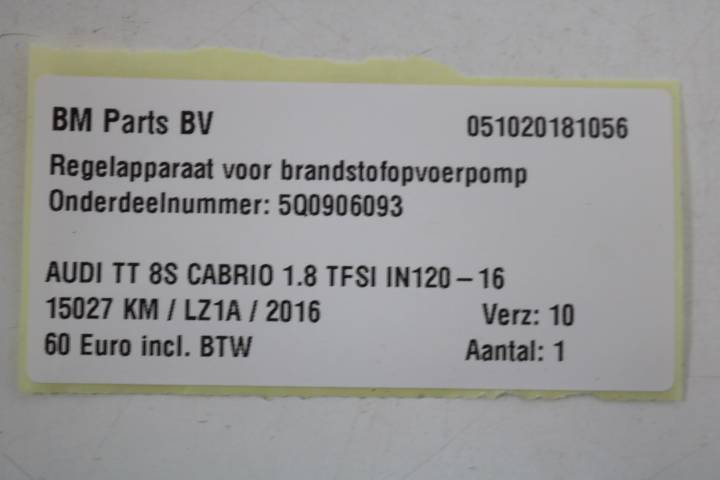 BM Parts BV 051020181056
Regelapparaat voor brandstofopvoerpomp
Onderdeelnummer: 5Q0906093
AUDI TT 8S CABRIO 1.8 TFSI IN120-16
15027 KM / LZ1A / 2016 Verz: 10
60 Euro incl. BTW Aantal: 1